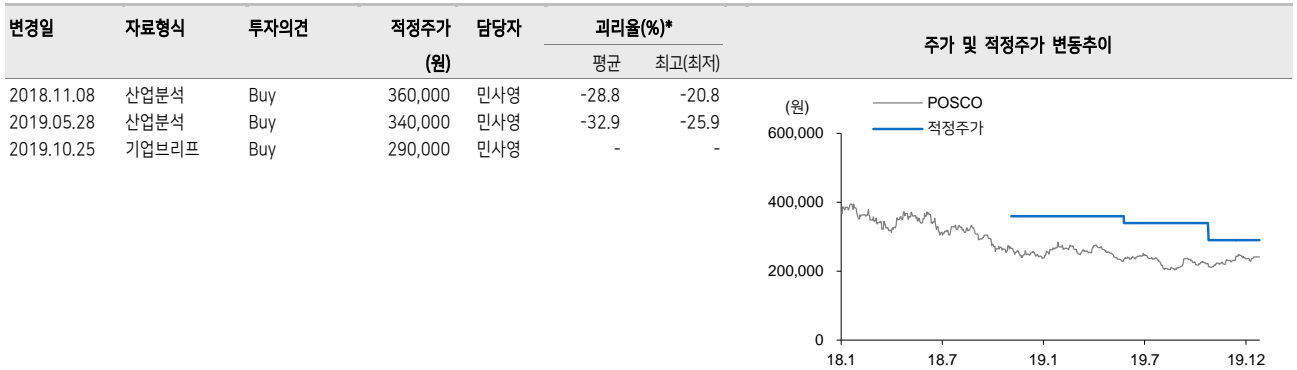 변경일 자료형식 투자의견 적정주가 담당자 괴리율(%)*
(원) 평균 최고(최저)
2018.11.08 산업분석 Buy 360,000 민사영 -28.8 -20.8
2019.05.28 산업분석 Buy 340,000 민사영 -32.9 -25.9
2019.10.25 기업브리프 Buy 290,000 민사영 - -
주가 및 적정주가 변동추이
(원)
POSCO
적정주가
600,000
400,000
200,000
0
18.1 18.7 19.1 19.7 19.12